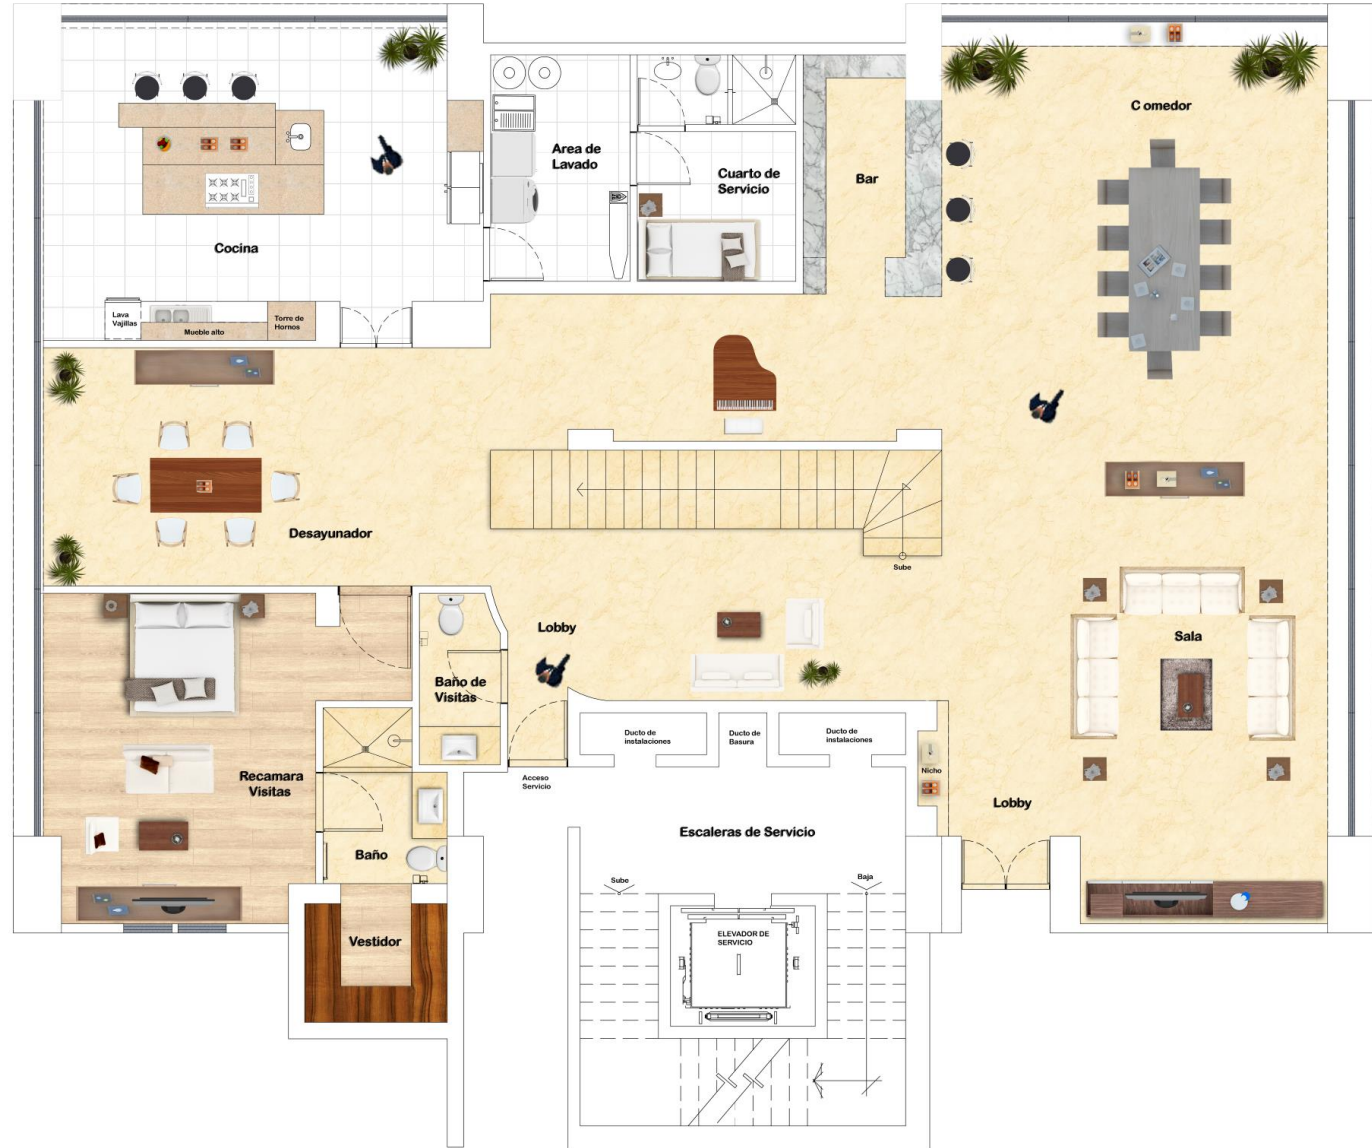 C omedor
Area de
Lavado
Cuarto de
Servicio
Bar
Cocina
Lava
Vajillas
Mueble alto
Torre de
Hornos
Desayunador
Sube
Lobby
Sala
Baño de
Visitas
Ducto de
instalaciones
Ducto de
Basura
Ducto de
instalaciones
Nicho
Acceso
Servicio
Recamara
Visitas
Lobby
Escaleras de Servicio
Baño
Sube
Baja
Vestidor
ELEVADOR DE
SERVICIO